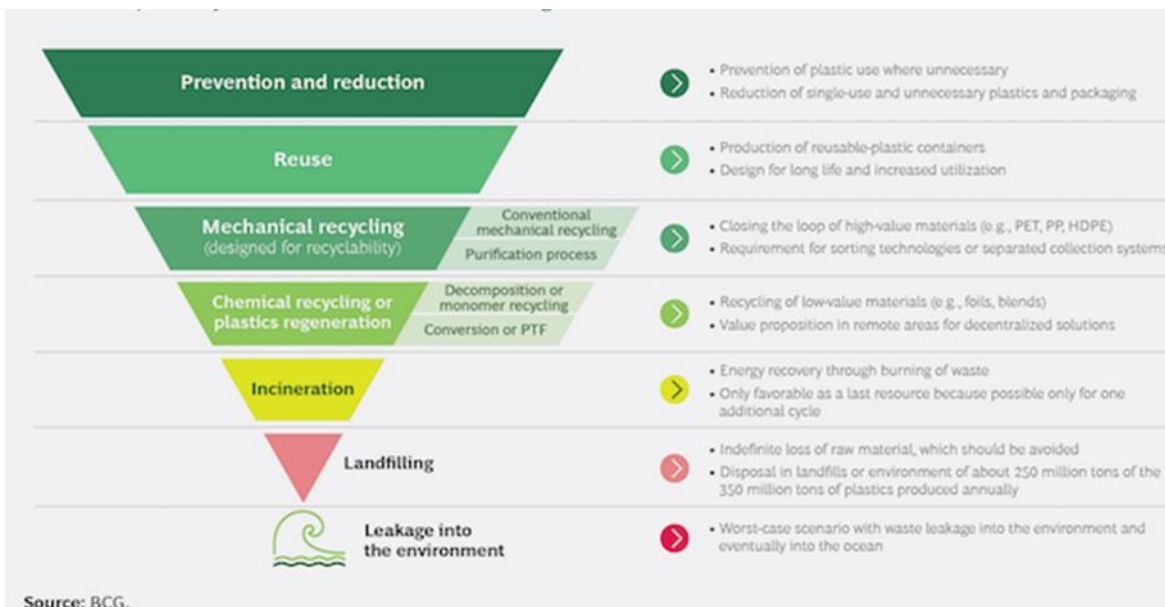 Prevention and reduction
• Prevention of plastic use where unnecessary
• Reduction of single-use and unnecessary plastics and packaging
Reuse
• Production of reusable-plastic containers
• Design for long life and increased utilization
Mechanical recycling
(designed for recyclability)
Conventional
mechanical recycling
Purification process
• Closing the loop of high-value materials (e.g., PET, PP, HDPE)
• Requirement for sorting technologies or separated collection systems
Chemical recycling or
plastics regeneration
Decomposition or
monomer recycling
Conversion or PTF
• Recycling of low-value materials (e.g., foils, blends)
• Value proposition in remote areas for decentralized solutions
Incineration
• Energy recovery through burning of waste
• Only favorable as a last resource because possible only for one
additional cycle
Landfilling
• Indefinite loss of raw material, which should be avoided
• Disposal in landfills or environment of about 250 million tons of the
350 million tons of plastics produced annually
Leakage into
the environment
• Worst-case scenario with waste leakage into the environment and
eventually into the ocean
Source: BCG.